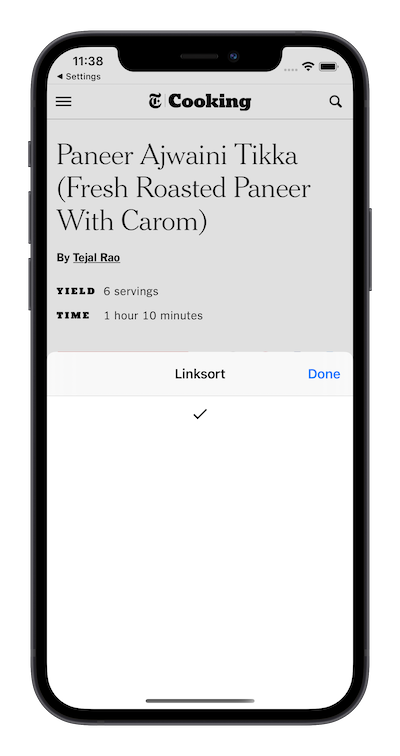 11:38
◀ Settings
T Cooking
Paneer Ajwaini Tikka
(Fresh Roasted Paneer
With Carom)
By Tejal Rao
YIELD 6 servings
TIME 1 hour 10 minutes
Linksort Done